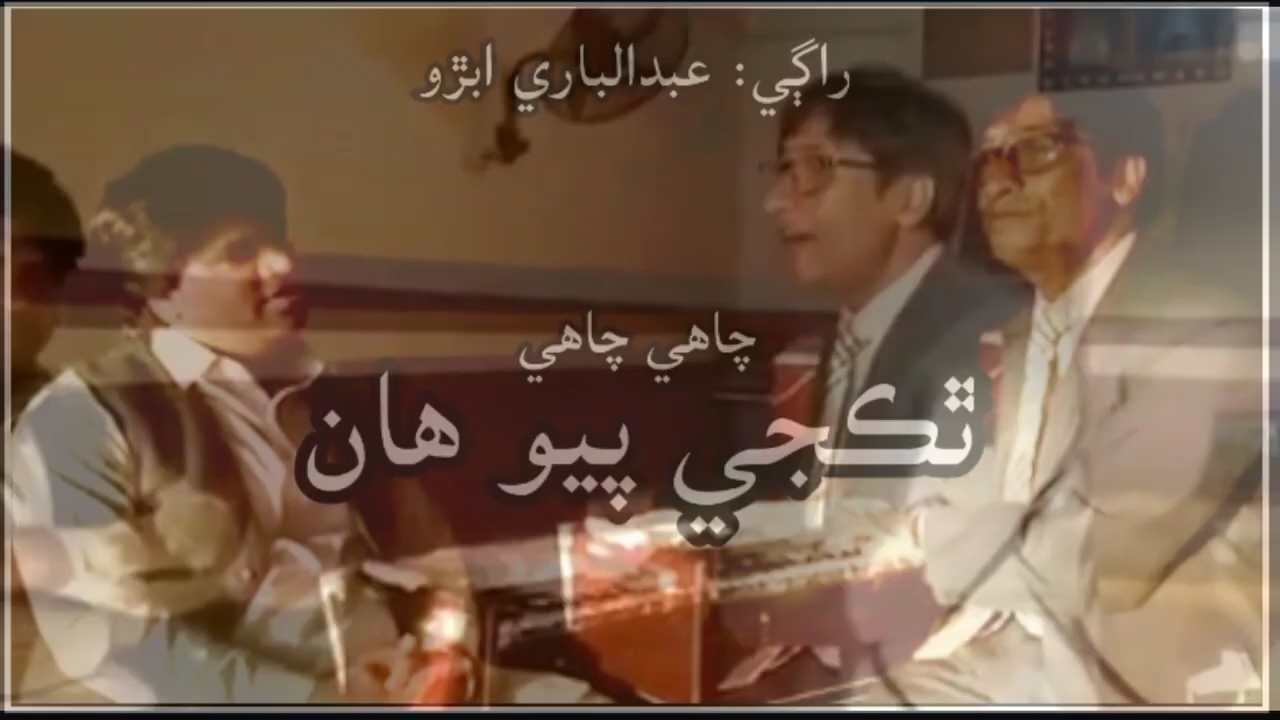 راڳي: عبدالباري ابڙو
چاهي چاهي
ٿڪجي پيو هان